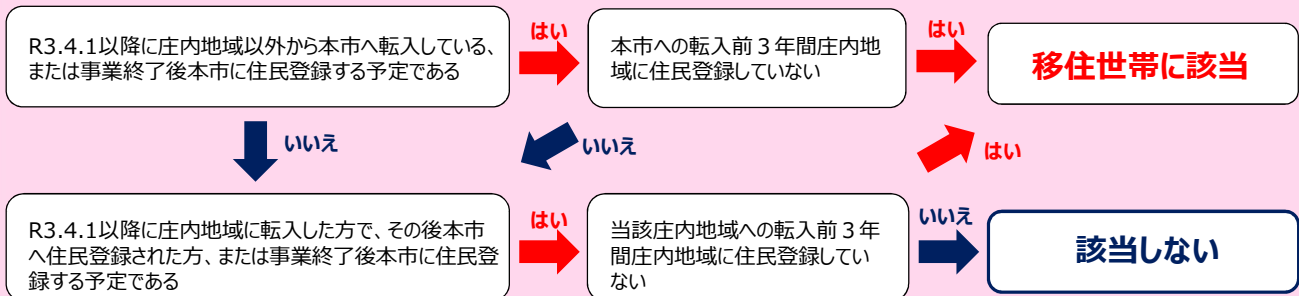 R3.4.1以降に庄内地域以外から本市へ転入している、
または事業終了後本市に住民登録する予定である
はい
本市への転入前３年間庄内地
域に住民登録していない
はい
移住世帯に該当
いいえ
いいえ
はい
R3.4.1以降に庄内地域に転入した方で、その後本市
へ住民登録された方、または事業終了後本市に住民登
録する予定である
はい
当該庄内地域への転入前３年
間庄内地域に住民登録してい
ない
いいえ
該当しない